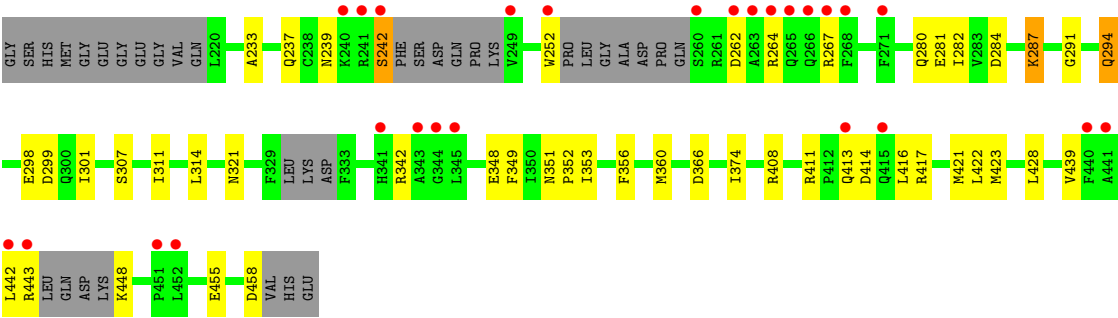 GLY SER HIS MET GLY GLU GLY GLU GLY VAL GLN L220 A233 Q237 C238 N239 K240 R241 S242 PHE SER ASP GLN PRO LYS V249 W252 PRO LEU GLY ALA ASP PRO GLN S260 R261 D262 A263 R264 Q265 Q266 R267 F268 F271 Q280 E281 I282 V283 D284 K287 G291 Q294
E298 D299 Q300 I301 S307 I311 L314 N321 F329 LEU LYS ASP F333 H341 R342 A343 G344 L345 E348 F349 I350 N351 P352 I353 F356 M360 D366 I374 R408 R411 P412 Q413 D414 Q415 L416 R417 M421 L422 M423 L428 V439 F440 A441
L442 R443 LEU GLN ASP LYS K448 P451 L452 E455 D458 VAL HIS GLU